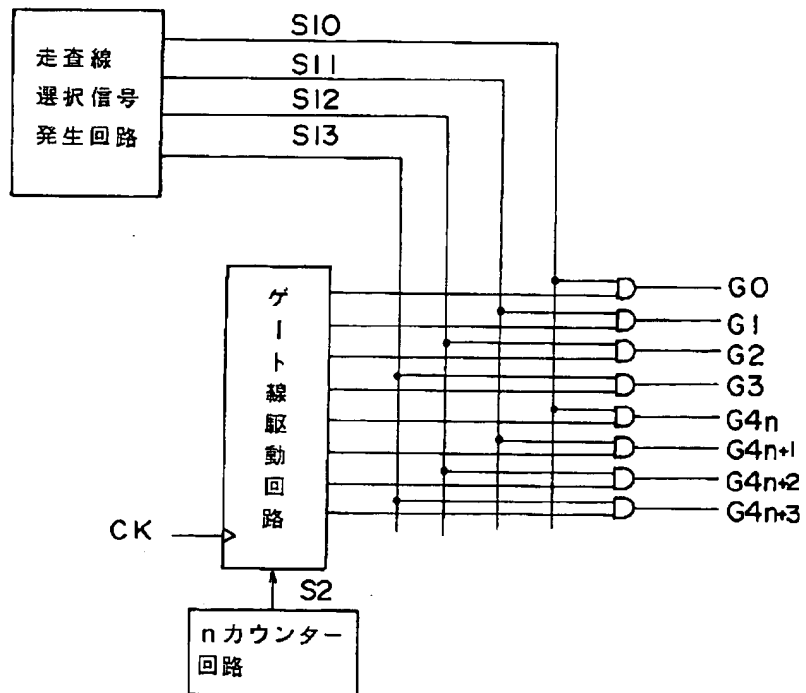 S10
S11
S12
S13
走査線
選択信号
発生回路
ゲート線駆動回路
G0
G1
G2
G3
G4n
G4n+1
G4n+2
G4n+3
CK
S2
nカウンター
回路